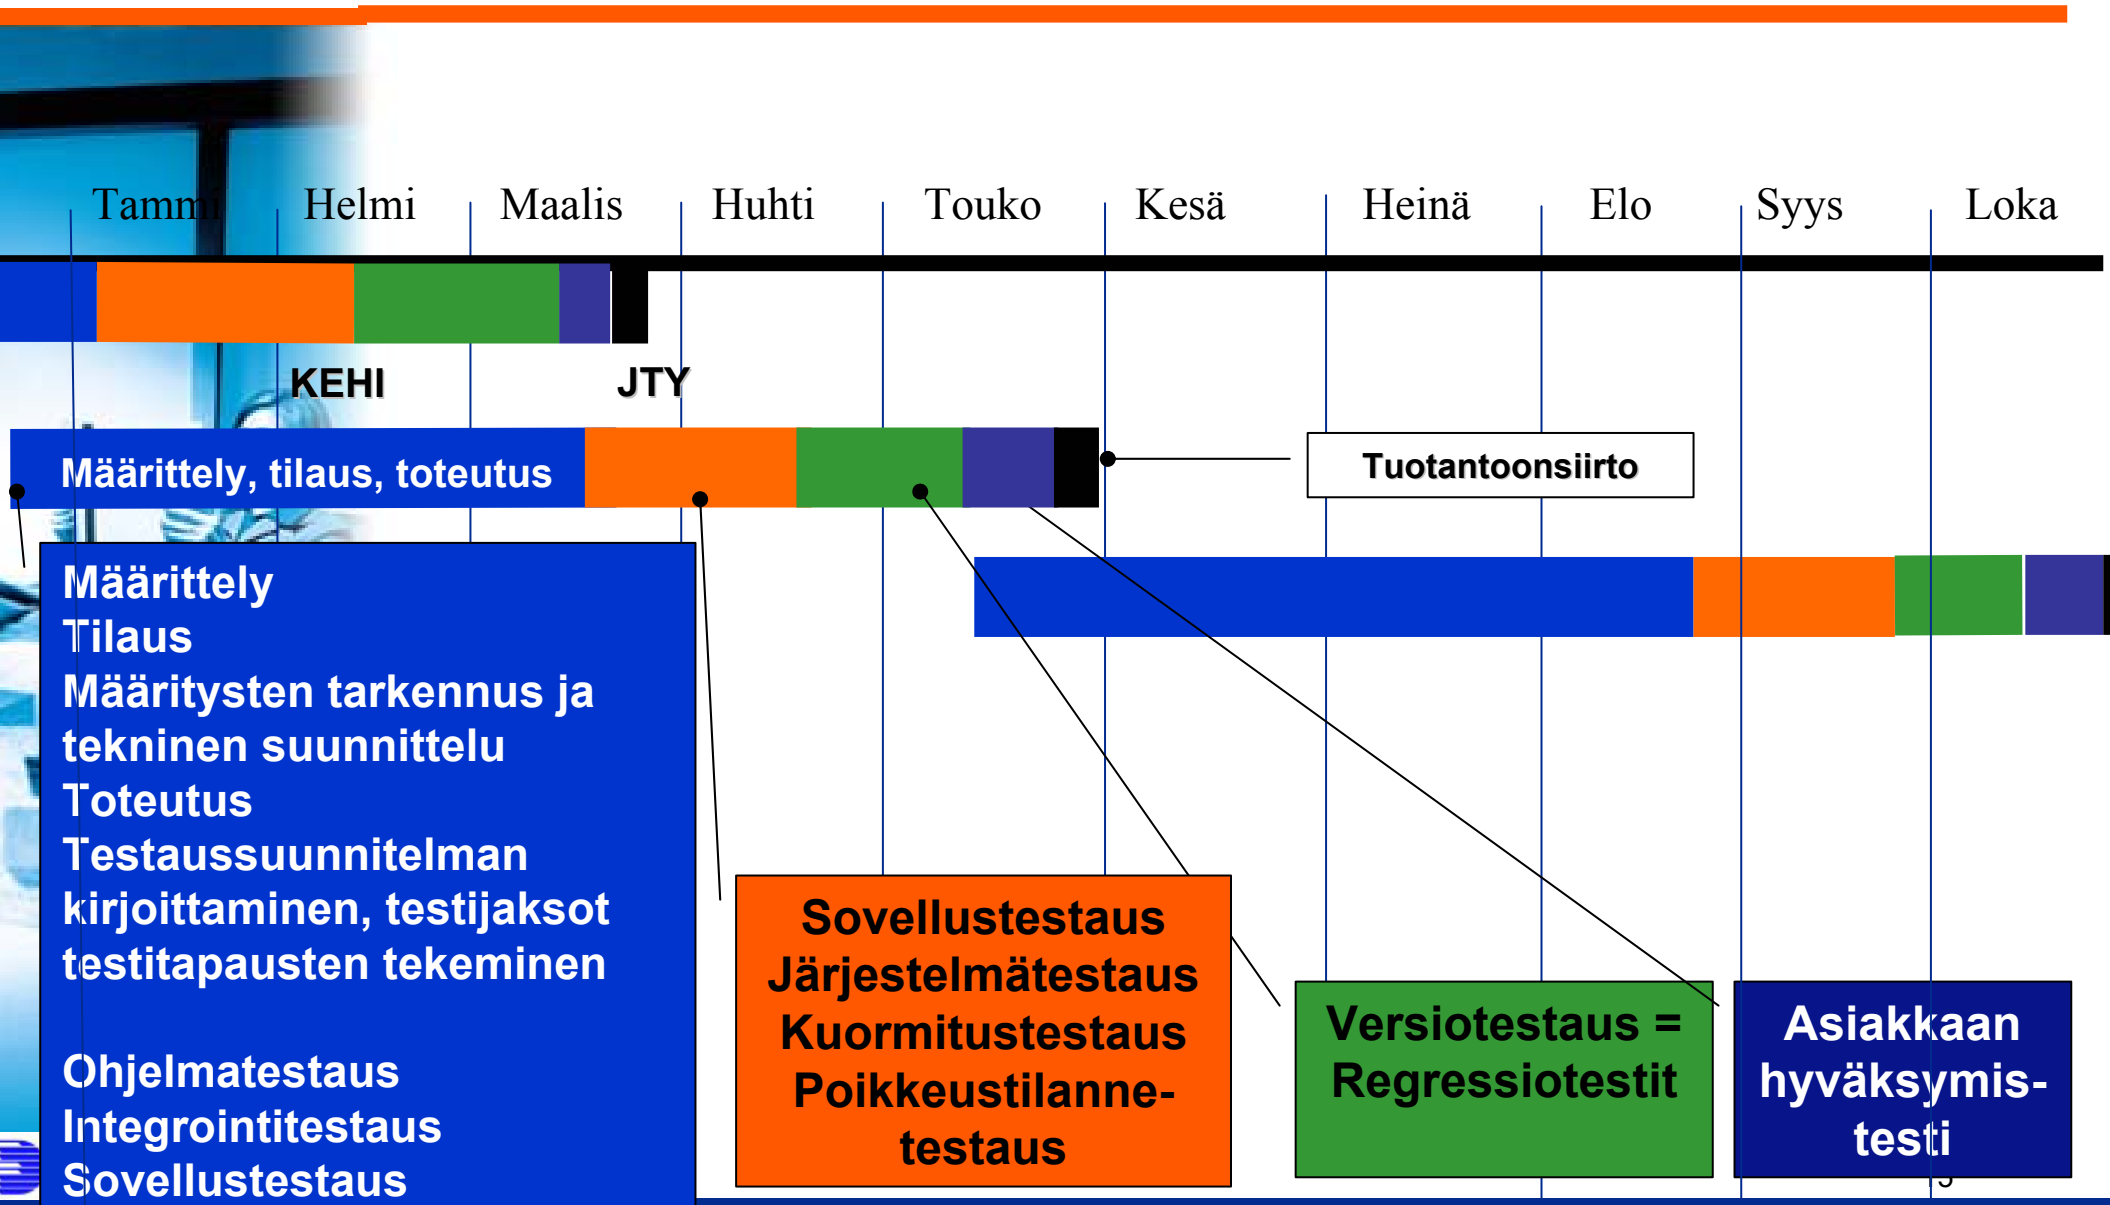 Tammi Helmi Maalis Huhti Touko Kesä Heinä Elo Syys Loka
KEHI JTY
Määrittely, tilaus, toteutus
Tuotantoonsiirto
Määrittely
Tilaus
Määritysten tarkennus ja
tekninen suunnittelu
Toteutus
Testaussuunnitelman
kirjoittaminen, testijaksot
testitapausten tekeminen
Ohjelmatestaus
Integrointitestaus
Sovellustestaus
Sovellustestaus
Järjestelmätestaus
Kuormitustestaus
Poikkeustilanne-
testaus
Versiotestaus =
Regressiotestit
Asiakkaan
hyväksymis-
testi